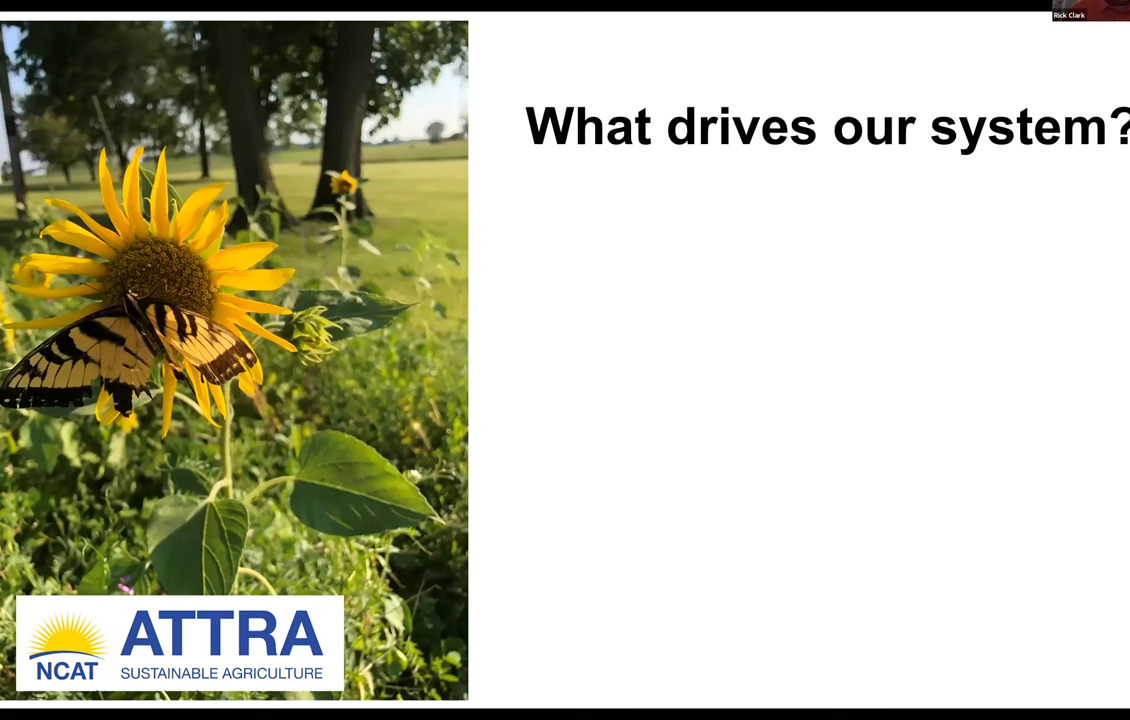 Rick Clark
What drives our system?
ATTRA
NCAT
SUSTAINABLE AGRICULTURE